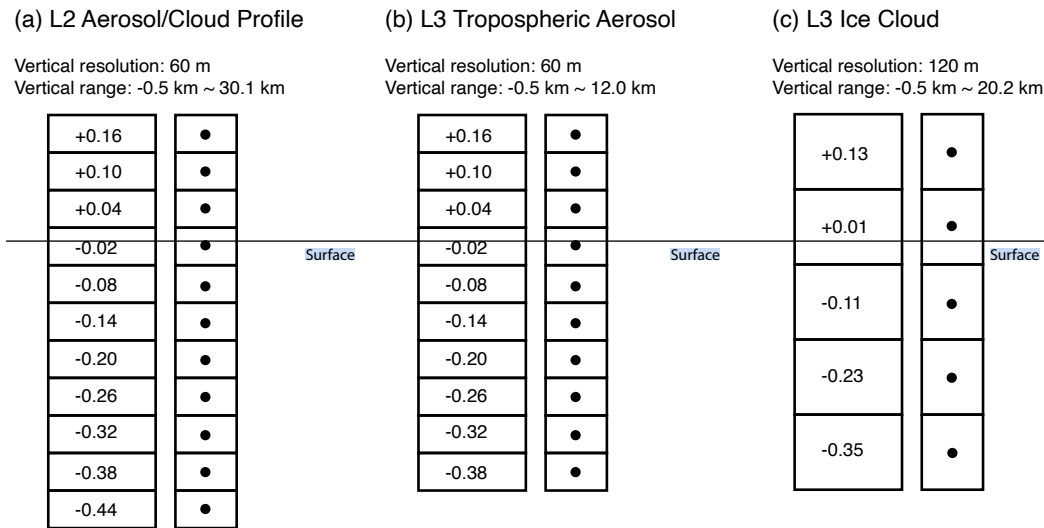 (a) L2 Aerosol/Cloud Profile
Vertical resolution: 60 m
Vertical range: -0.5 km ~ 30.1 km
+0.16
+0.10
+0.04
-0.02
Surface
-0.08
-0.14
-0.20
-0.26
-0.32
-0.38
-0.44
(b) L3 Tropospheric Aerosol
Vertical resolution: 60 m
Vertical range: -0.5 km ~ 12.0 km
+0.16
+0.10
+0.04
-0.02
Surface
-0.08
-0.14
-0.20
-0.26
-0.32
-0.38
(c) L3 Ice Cloud
Vertical resolution: 120 m
Vertical range: -0.5 km ~ 20.2 km
+0.13
+0.01
Surface
-0.11
-0.23
-0.35